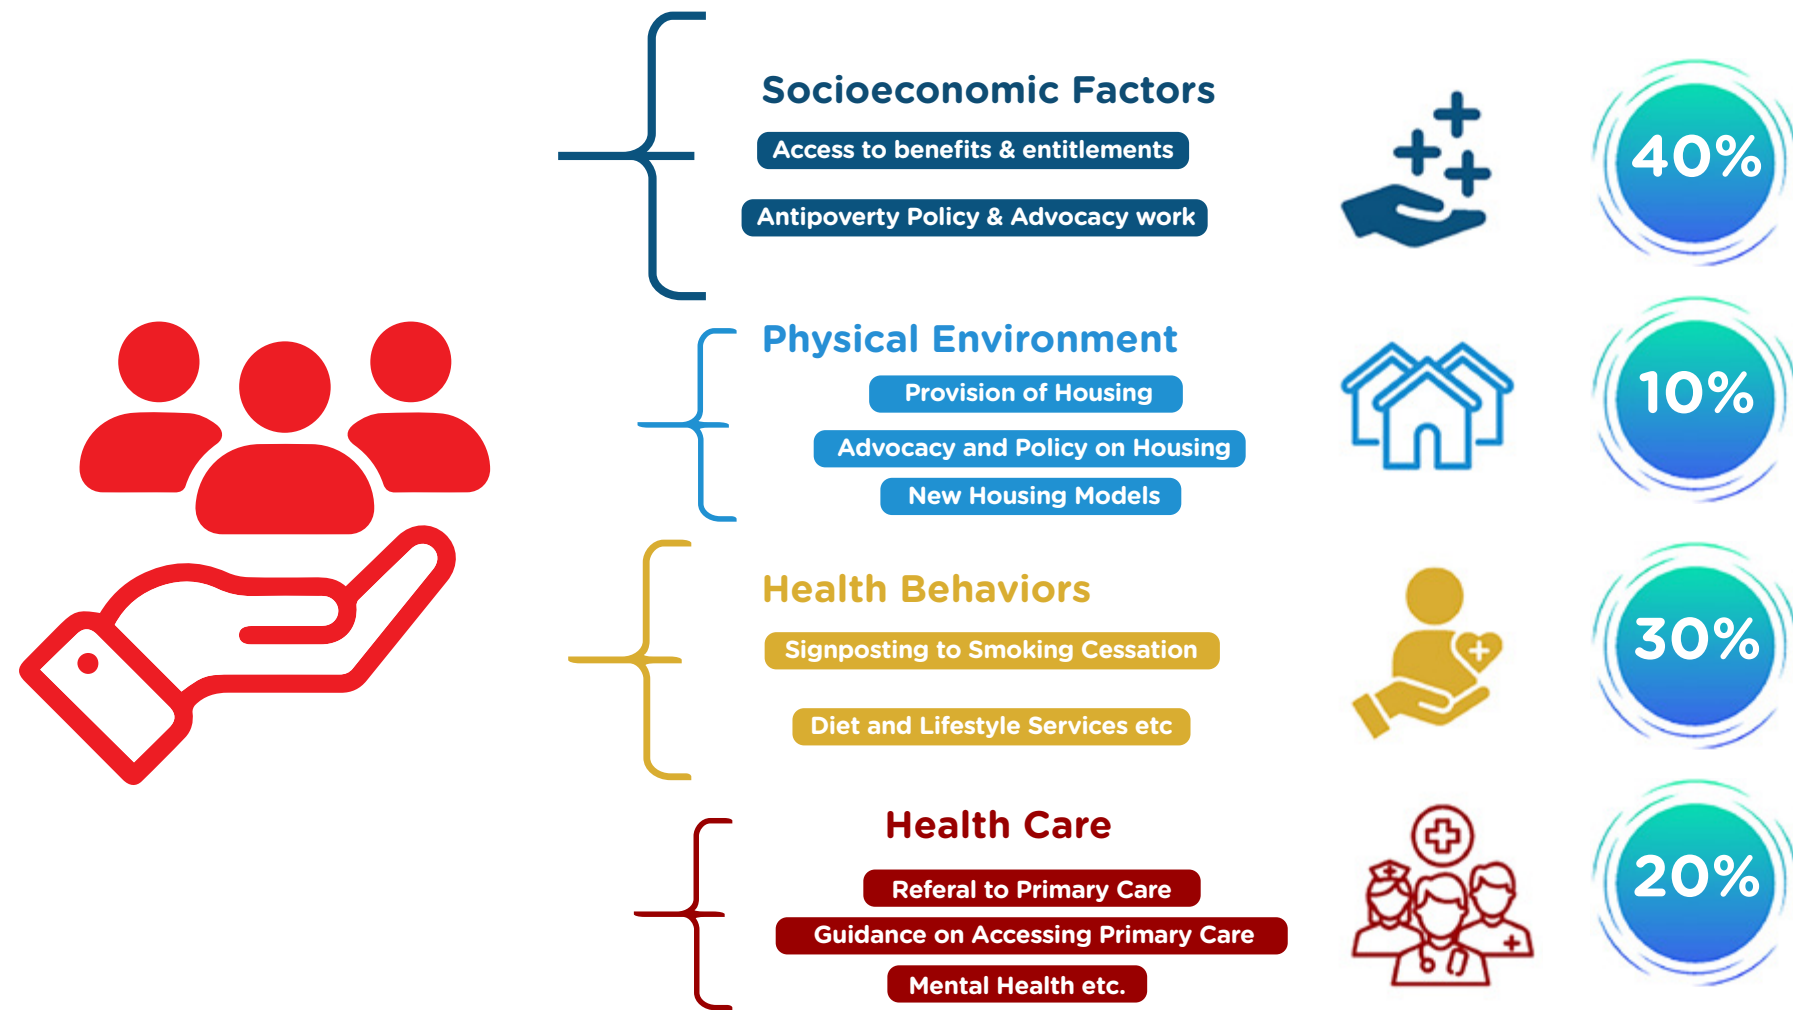 Socioeconomic Factors
Access to benefits & entitlements
Antipoverty Policy & Advocacy work
40%
Physical Environment
Provision of Housing
Advocacy and Policy on Housing
New Housing Models
10%
Health Behaviors
Signposting to Smoking Cessation
Diet and Lifestyle Services etc
30%
Health Care
Referal to Primary Care
Guidance on Accessing Primary Care
Mental Health etc.
20%